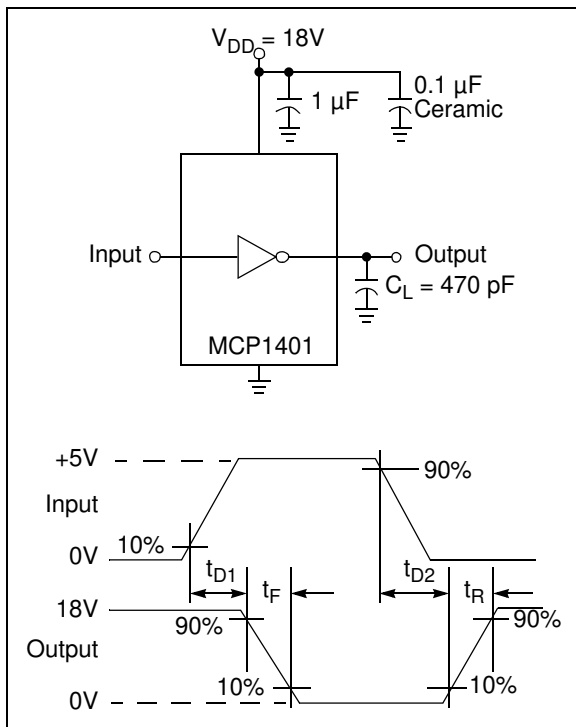 V_DD = 18V
1 µF
0.1 µF
Ceramic
Input
Output
C_L = 470 pF
MCP1401
+5V
90%
Input
10%
0V
t_D1
t_F
t_D2
t_R
18V
90%
90%
Output
10%
10%
0V